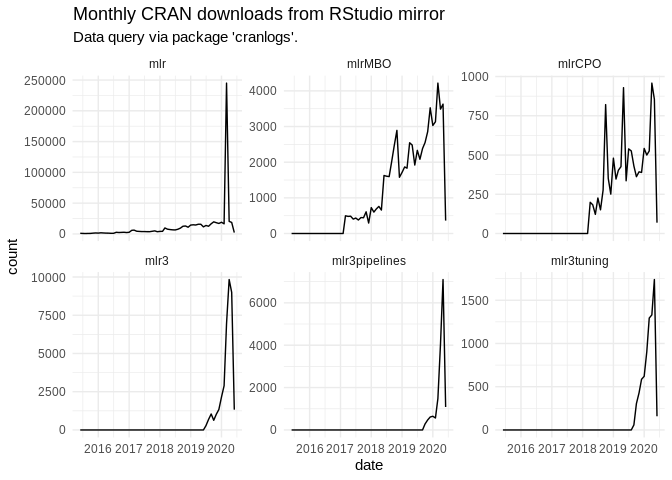 Monthly CRAN downloads from RStudio mirror
Data query via package 'cranlogs'.
mlr
mlrMBO
mlrCPO
250000
200000
150000
100000
50000
0
4000
3000
2000
1000
0
1000
750
500
250
0
count
mlr3
mlr3pipelines
mlr3tuning
10000
7500
5000
2500
0
6000
4000
2000
0
1500
1000
500
0
2016 2017 2018 2019 2020
2016 2017 2018 2019 2020
2016 2017 2018 2019 2020
date